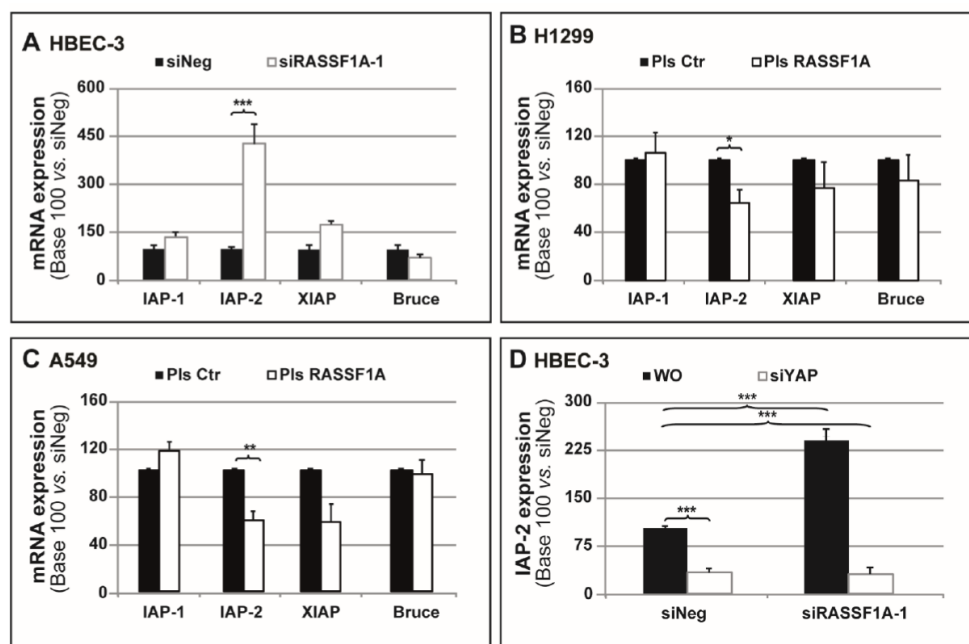 A HBEC-3
siNeg siRASSF1A-1
mRNA expression
(Base 100 vs. siNeg)
600
450
300
150
0
***
IAP-1 IAP-2 XIAP Bruce
B H1299
Pls Ctr Pls RASSF1A
mRNA expression
(Base 100 vs. siNeg)
160
120
80
40
0
*
IAP-1 IAP-2 XIAP Bruce
C A549
Pls Ctr Pls RASSF1A
mRNA expression
(Base 100 vs. siNeg)
160
120
80
40
0
**
IAP-1 IAP-2 XIAP Bruce
D HBEC-3
WO siYAP
IAP-2 expression
(Base 100 vs. siNeg)
300
225
150
75
0
***
***
***
siNeg siRASSF1A-1